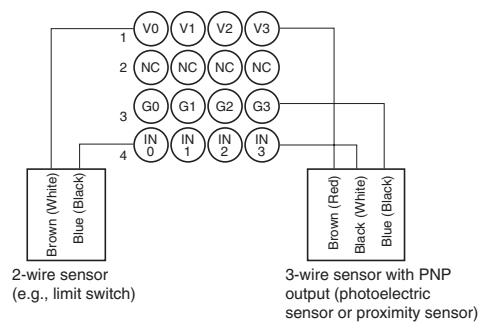 1 V0 V1 V2 V3
2 NC NC NC NC
3 G0 G1 G2 G3
4 IN 0 IN 1 IN 2 IN 3
Brown (White)
Blue (Black)
Brown (Red)
Black (White)
Blue (Black)
2-wire sensor
(e.g., limit switch)
3-wire sensor with PNP
output (photoelectric
sensor or proximity sensor)